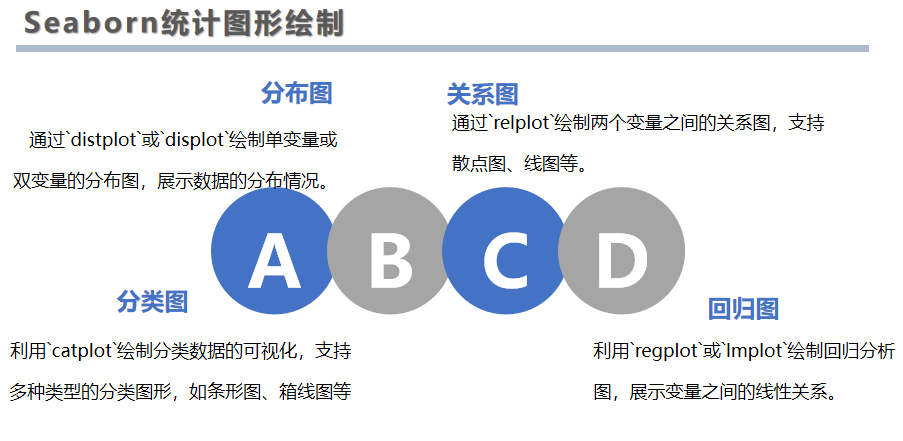 Seaborn统计图形绘制
分布图
通过`distplot`或`displot`绘制单变量或
双变量的分布图，展示数据的分布情况。
关系图
通过`relplot`绘制两个变量之间的关系图，支持
散点图、线图等。
A
B
C
D
分类图
利用`catplot`绘制分类数据的可视化，支持
多种类型的分类图形，如条形图、箱线图等
回归图
利用`regplot`或`lmplot`绘制回归分析
图，展示变量之间的线性关系。